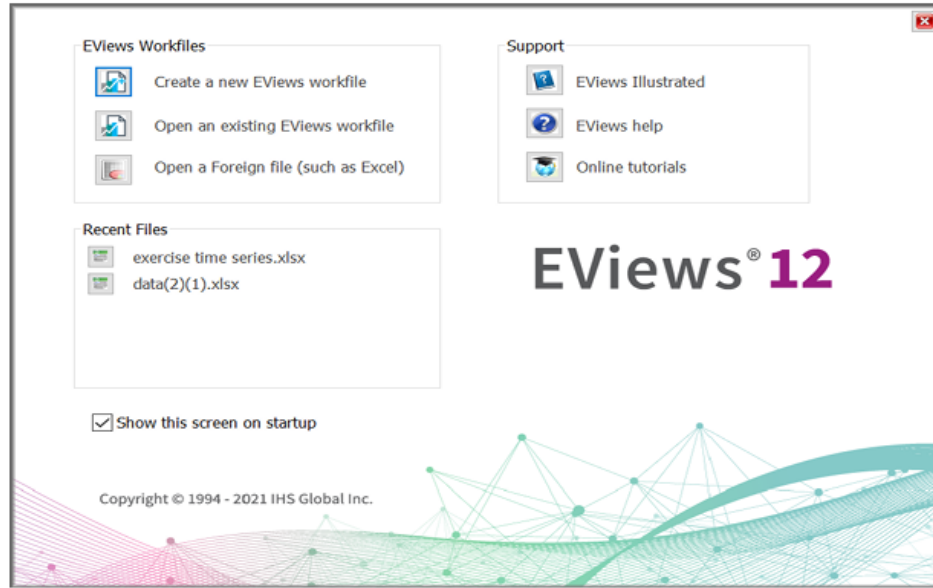 EViews Workfiles
Create a new EViews workfile
Open an existing EViews workfile
Open a Foreign file (such as Excel)
Support
EViews Illustrated
EViews help
Online tutorials
Recent Files
exercise time series.xlsx
data(2)(1).xlsx
EViews® 12
Show this screen on startup
Copyright © 1994 - 2021 IHS Global Inc.